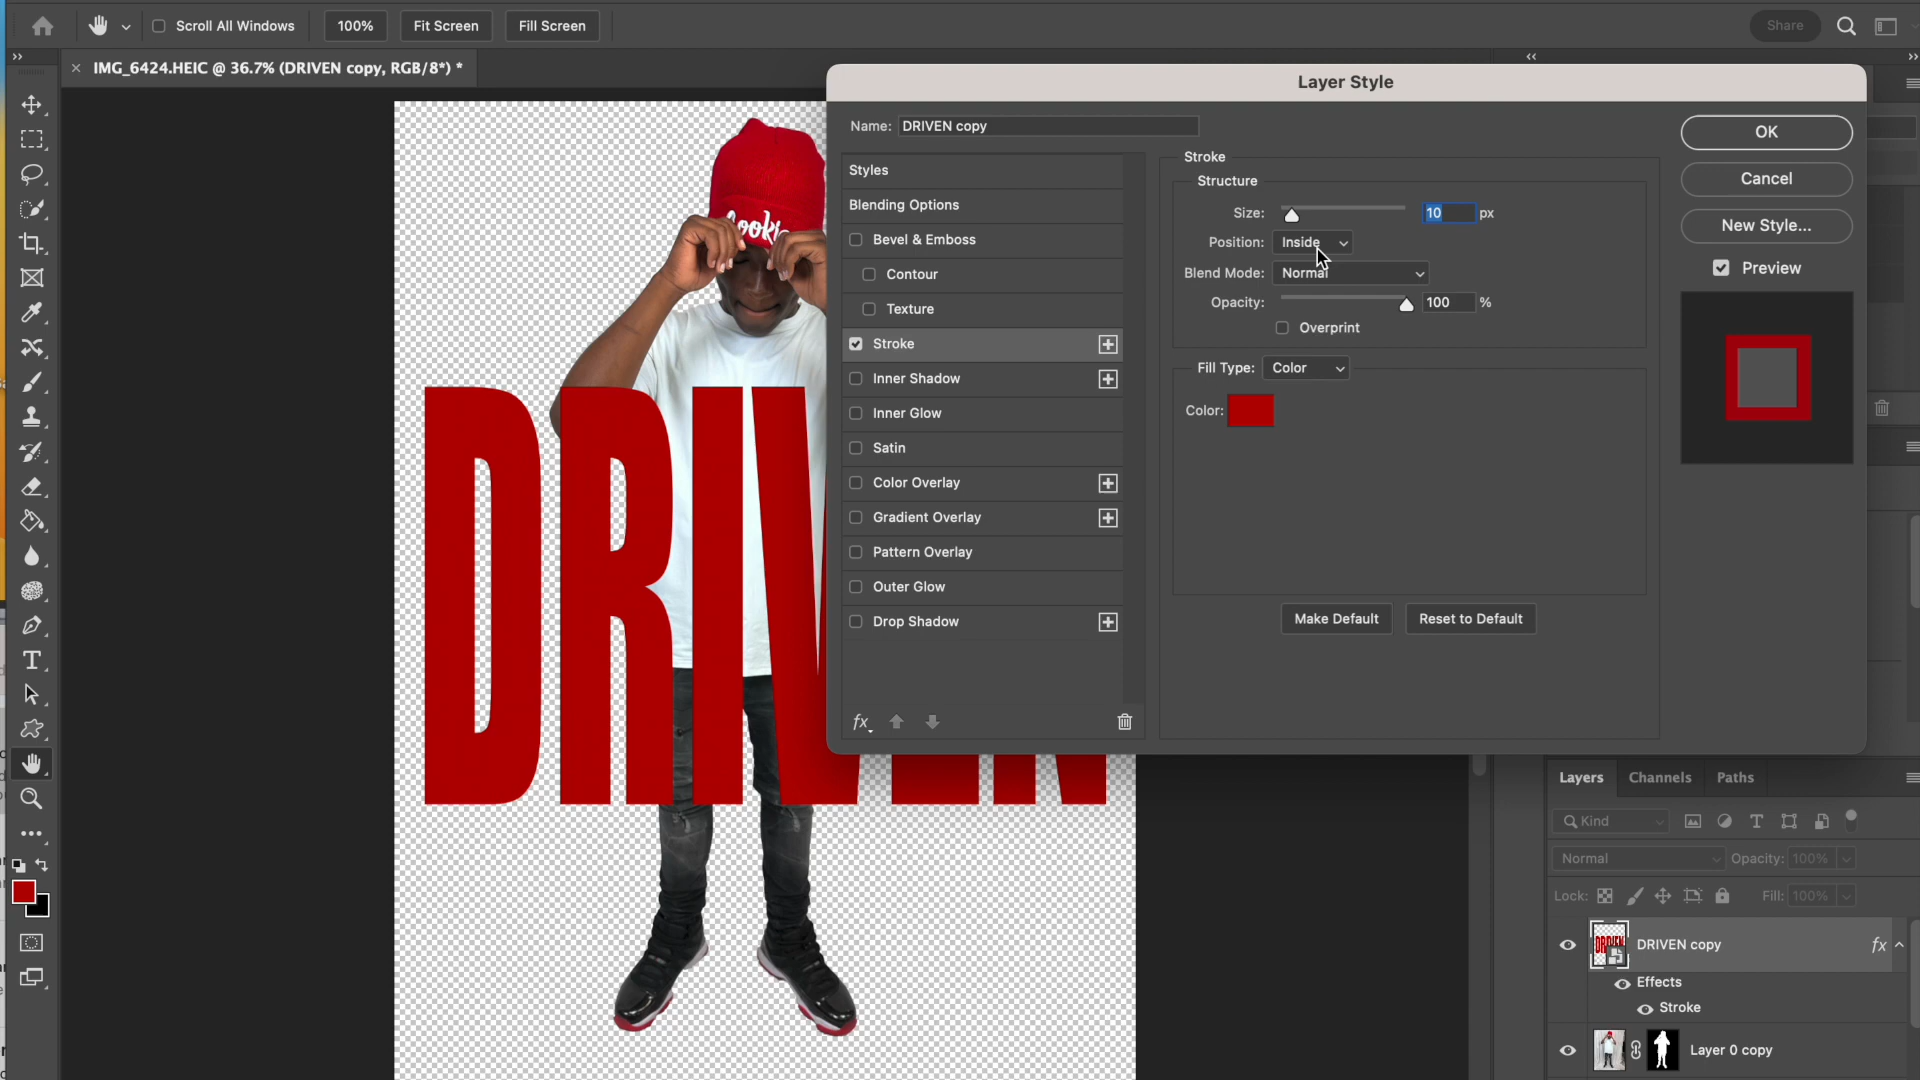 Scroll All Windows
100%
Fit Screen
Fill Screen
Share
IMG_6424.HEIC @ 36.7% (DRIVEN copy, RGB/8*) *
Layer Style
Name: DRIVEN copy
Styles
Blending Options
Bevel & Emboss
Contour
Texture
Stroke
Inner Shadow
Inner Glow
Satin
Color Overlay
Gradient Overlay
Pattern Overlay
Outer Glow
Drop Shadow
fx
Stroke
Structure
Size: 10 px
Position: Inside
Blend Mode: Normal
Opacity: 100 %
Overprint
Fill Type: Color
Color:
Make Default
Reset to Default
OK
Cancel
New Style...
Preview
DRIVEN
Layers
Channels
Paths
Kind
Normal
Opacity: 100%
Lock:
Fill: 100%
DRIVEN copy
fx
Effects
Stroke
Layer 0 copy